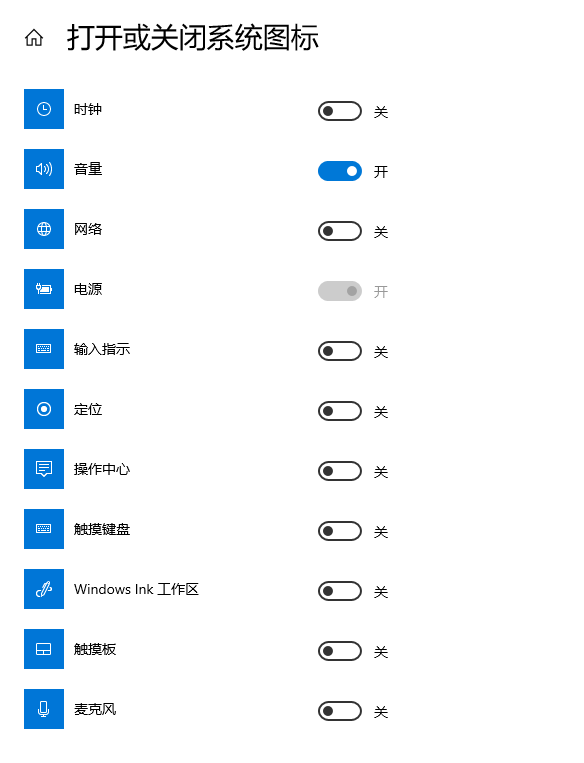 打开或关闭系统图标
时钟 关
音量 开
网络 关
电源 开
输入指示 关
定位 关
操作中心 关
触摸键盘 关
Windows Ink 工作区 关
触摸板 关
麦克风 关